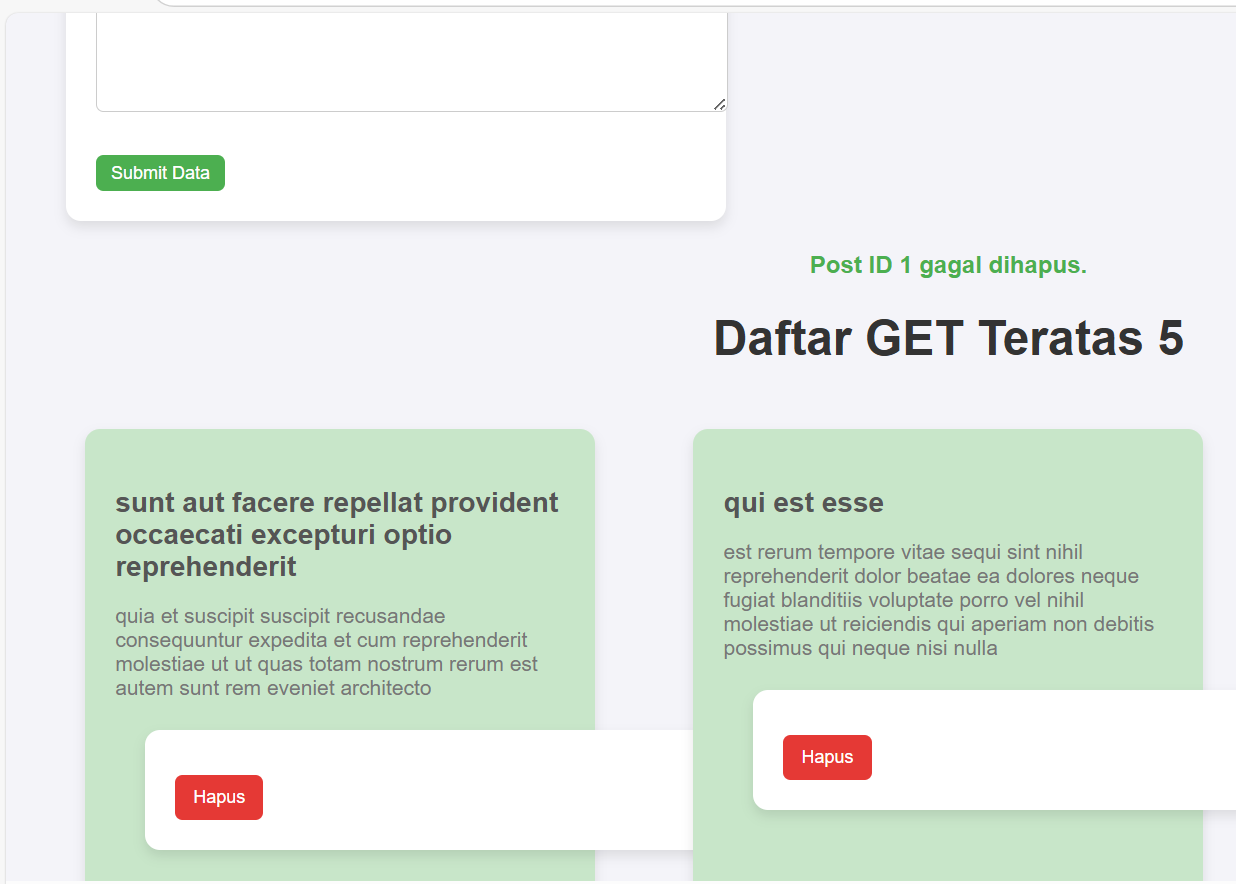 Submit Data
Post ID 1 gagal dihapus.
Daftar GET Teratas 5
sunt aut facere repellat provident
occaecati excepturi optio
reprehenderit
quia et suscipit suscipit recusandae
consequuntur expedita et cum reprehenderit
molestiae ut ut quas totam nostrum rerum est
autem sunt rem eveniet architecto
Hapus
qui est esse
est rerum tempore vitae sequi sint nihil
reprehenderit dolor beatae ea dolores neque
fugiat blanditiis voluptate porro vel nihil
molestiae ut reiciendis qui aperiam non debitis
possimus qui neque nisi nulla
Hapus